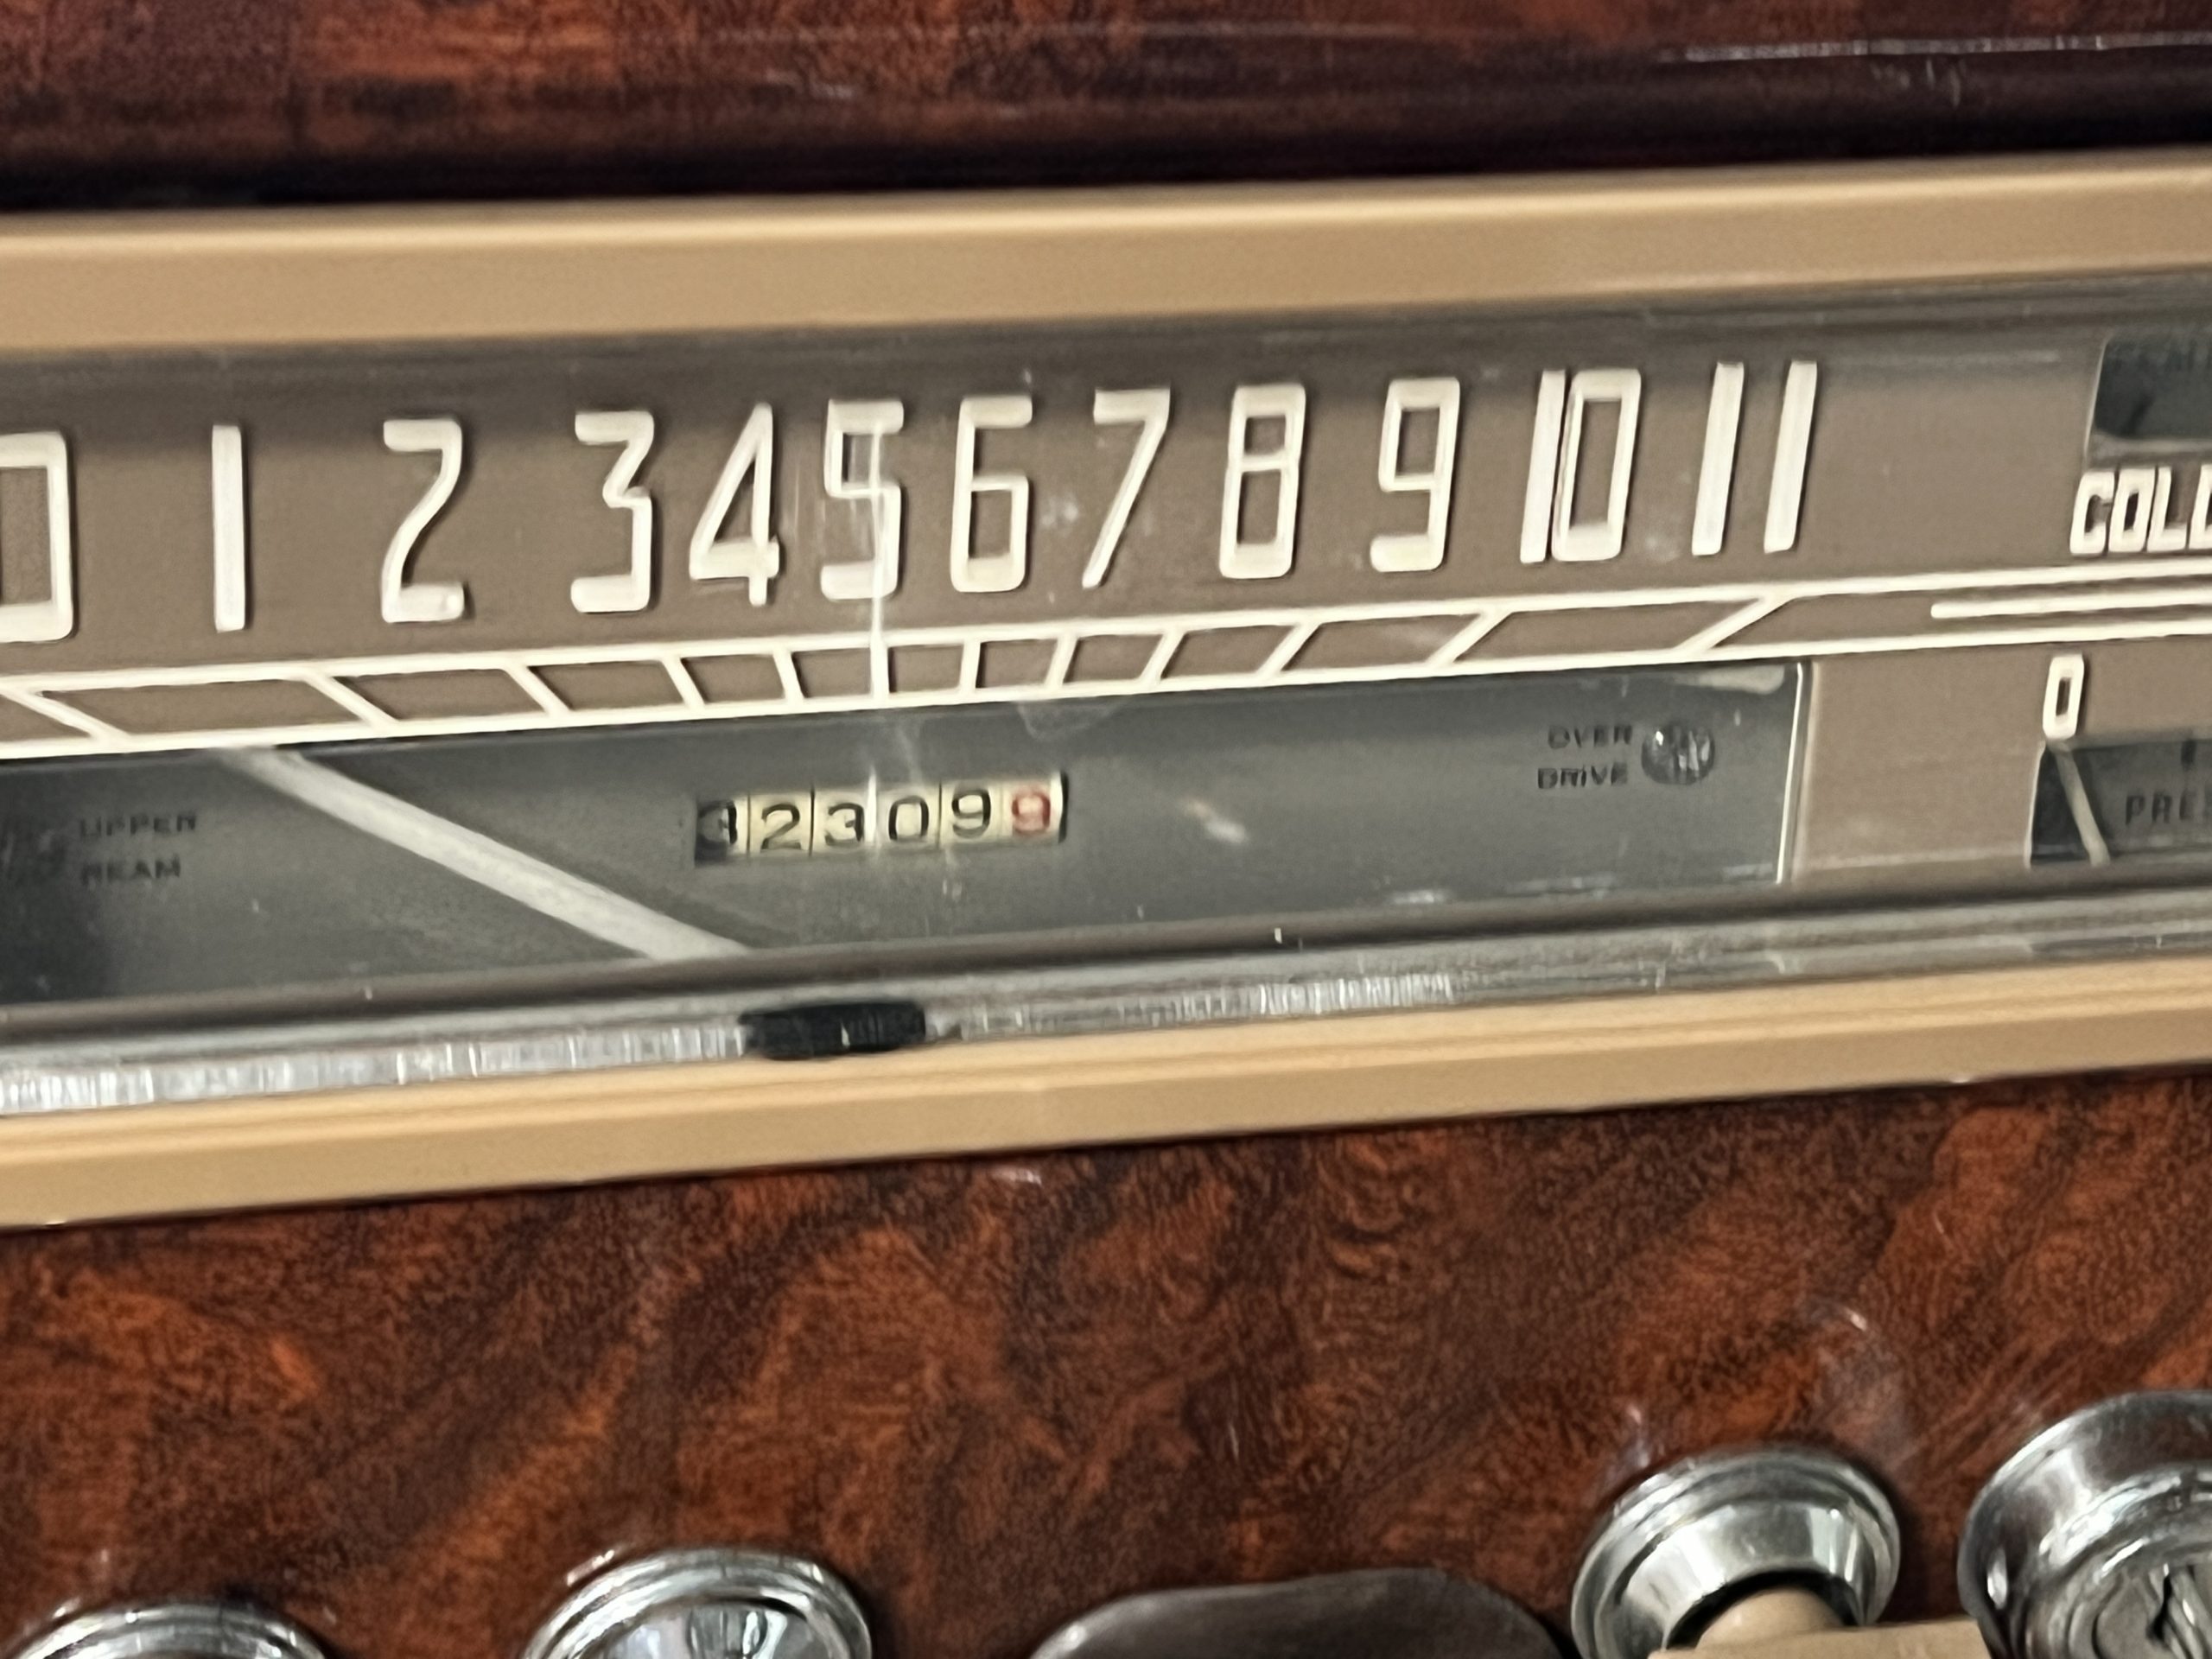 0 1 2 3 4 5 6 7 8 9 10 11
COLD
0
OVER
DRIVE
UPPER
BEAM
323099
PRE